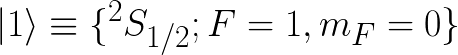 |1⟩ ≡ {²S₁/₂; F = 1, m_F = 0}